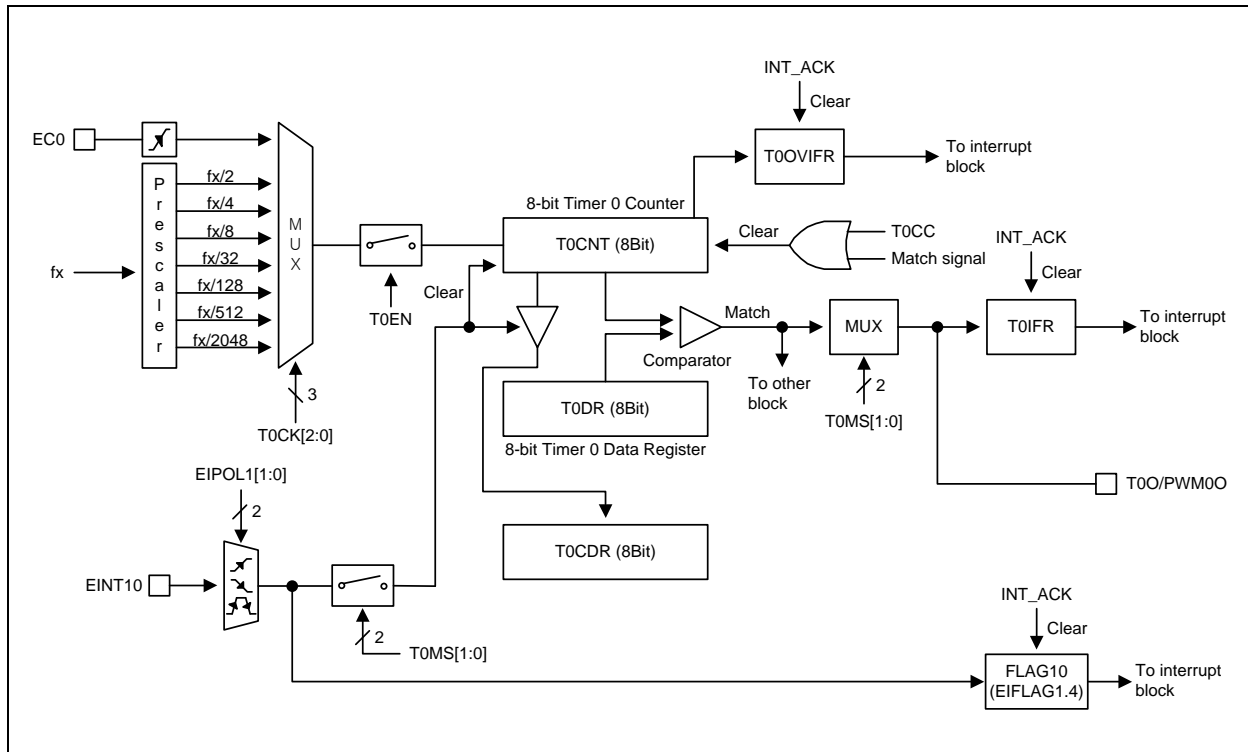 INT_ACK
Clear
EC0
T0OVIFR
To interrupt
block
Prescaler
fx/2
fx/4
fx/8
fx/32
fx/128
fx/512
fx/2048
fx
MUX
3
T0CK[2:0]
T0EN
8-bit Timer 0 Counter
T0CNT (8Bit)
Clear
Clear
T0CC
Match signal
INT_ACK
Clear
Match
Comparator
To other
block
MUX
2
T0MS[1:0]
T0IFR
To interrupt
block
T0DR (8Bit)
8-bit Timer 0 Data Register
T0O/PWM0O
T0CDR (8Bit)
EIPOL1[1:0]
2
EINT10
2
T0MS[1:0]
INT_ACK
Clear
FLAG10
(EIFLAG1.4)
To interrupt
block